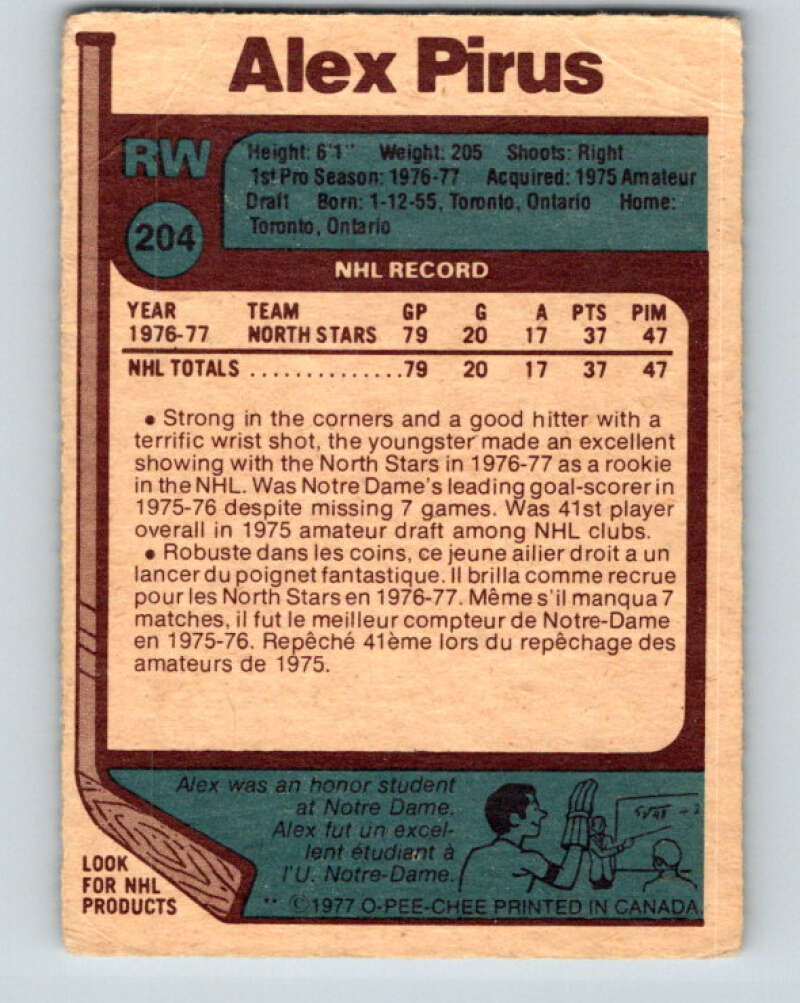 Alex Pirus
RW
204
Height: 6'1" Weight: 205 Shoots: Right
1st Pro Season: 1976-77 Acquired: 1975 Amateur
Draft Born: 1-12-55, Toronto, Ontario Home:
Toronto, Ontario
NHL RECORD
YEAR TEAM GP G A PTS PIM
1976-77 NORTH STARS 79 20 17 37 47
NHL TOTALS ..............79 20 17 37 47
• Strong in the corners and a good hitter with a
terrific wrist shot, the youngster made an excellent
showing with the North Stars in 1976-77 as a rookie
in the NHL. Was Notre Dame's leading goal-scorer in
1975-76 despite missing 7 games. Was 41st player
overall in 1975 amateur draft among NHL clubs.
• Robuste dans les coins, ce jeune ailier droit a un
lancer du poignet fantastique. Il brilla comme recrue
pour les North Stars en 1976-77. Même s'il manqua 7
matches, il fut le meilleur compteur de Notre-Dame
en 1975-76. Repêché 41ème lors du repêchage des
amateurs de 1975.
Alex was an honor student
at Notre Dame.
Alex fut un excel-
lent étudiant à
l'U. Notre-Dame.
LOOK
FOR NHL
PRODUCTS
** ©1977 O-PEE-CHEE PRINTED IN CANADA